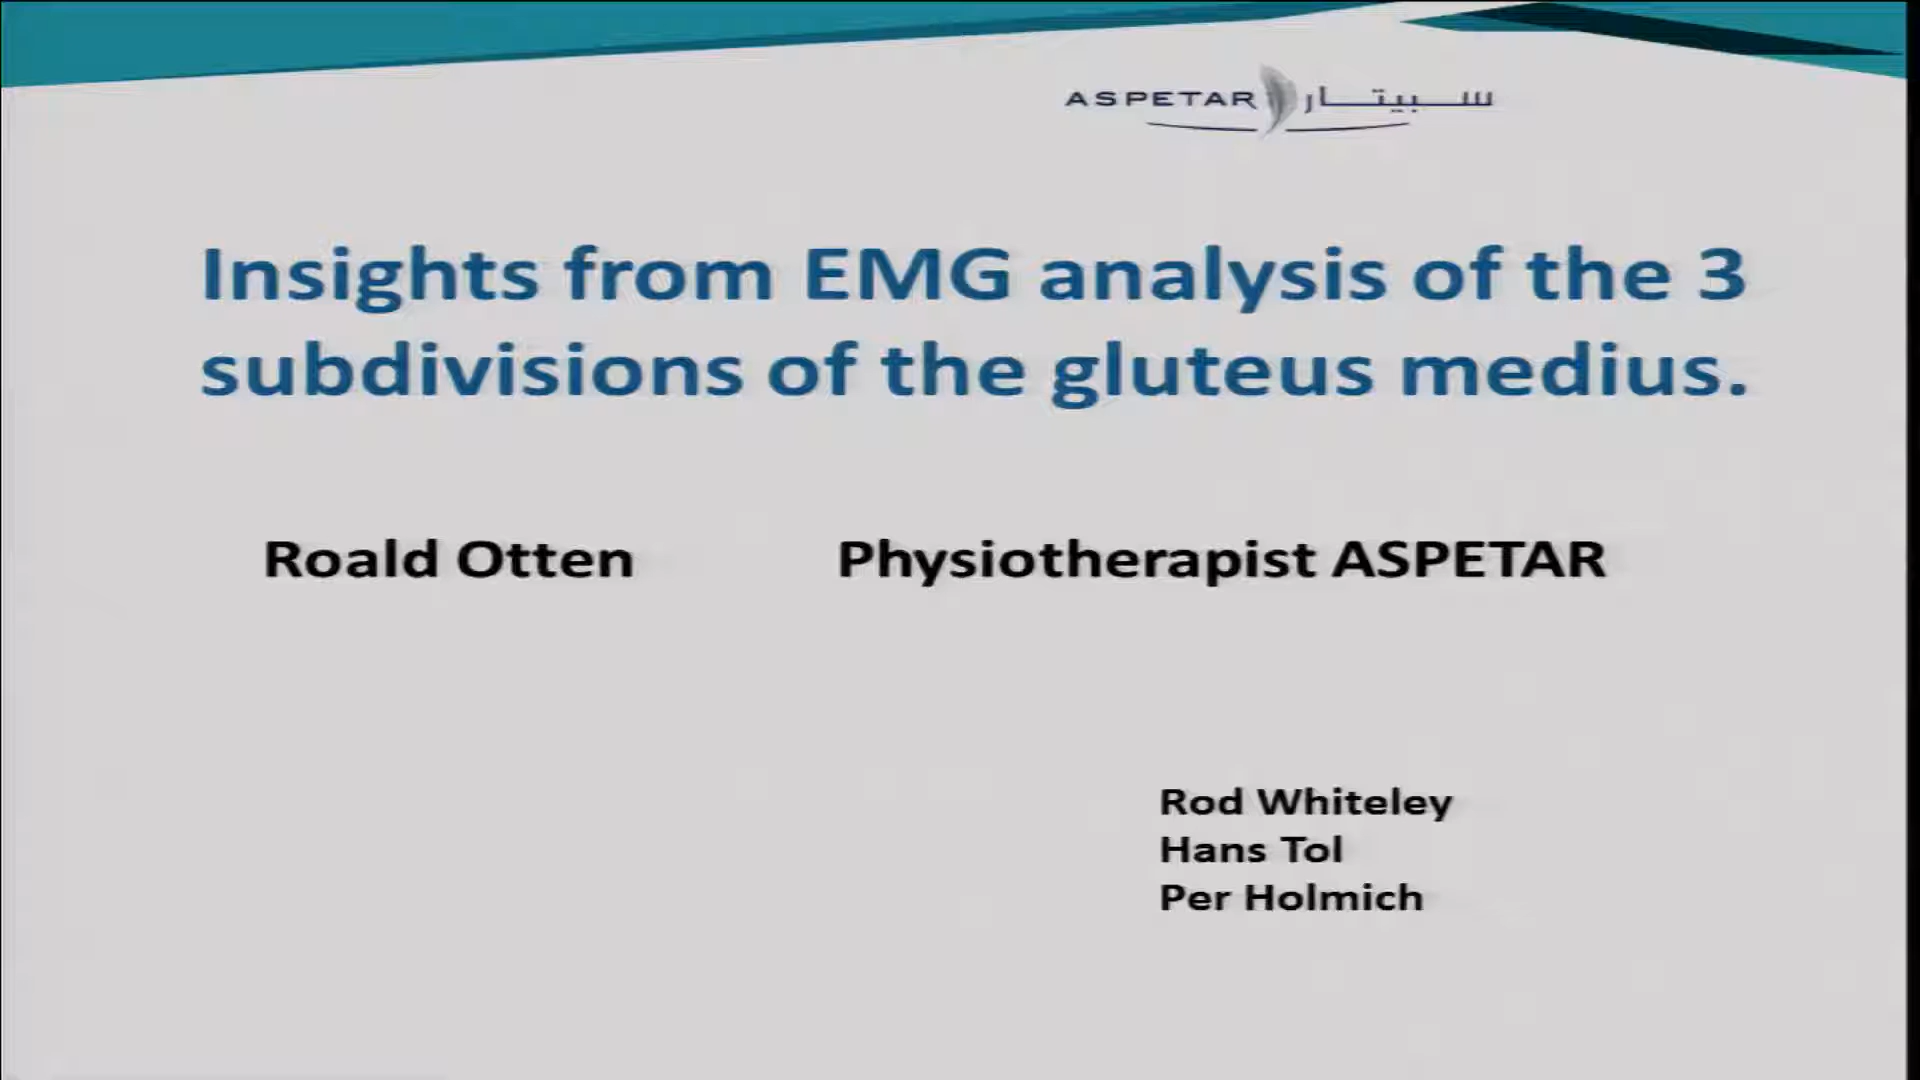 ASPETAR سبيتار
Insights from EMG analysis of the 3
subdivisions of the gluteus medius.
Roald Otten Physiotherapist ASPETAR
Rod Whiteley
Hans Tol
Per Holmich